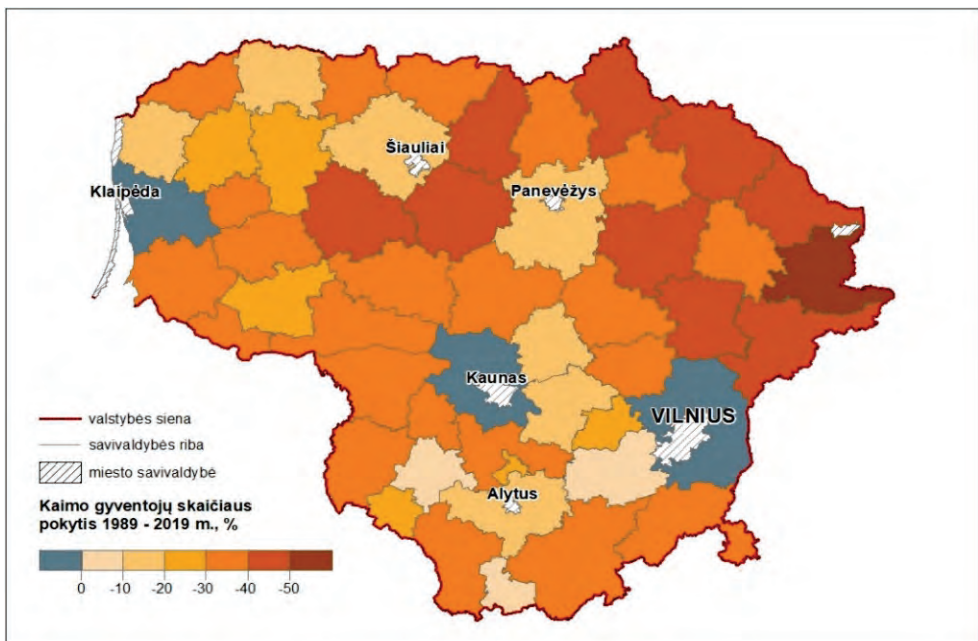 Šiauliai
Klaipėda
Panevėžys
Kaunas
VILNIUS
Alytus
valstybės siena
savivaldybės riba
miesto savivaldybė
Kaimo gyventojų skaičiaus
pokytis 1989 - 2019 m., %
0 -10 -20 -30 -40 -50